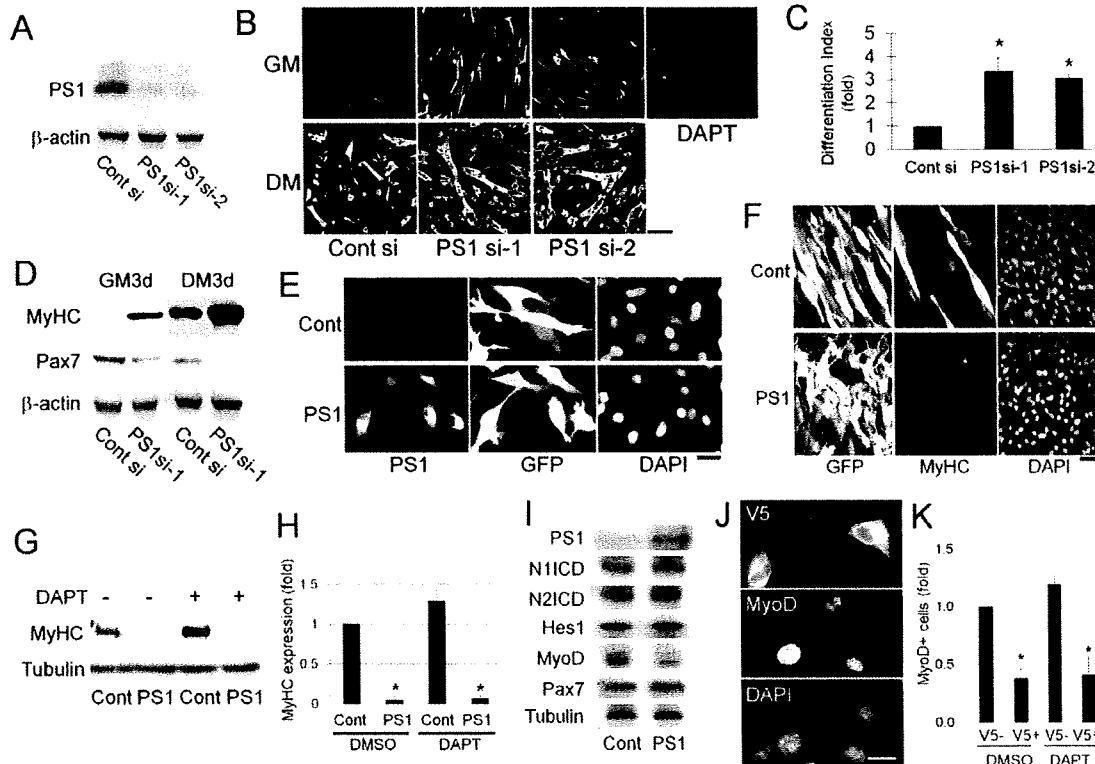 A
PS1
β-actin
Cont si
PS1si-1
PS1si-2
B
GM
DAPT
DM
Cont si PS1 si-1 PS1 si-2
C
Differentiation Index
(fold)
5
4
3
2
1
0
* *
Cont si PS1si-1 PS1si-2
D
GM3d DM3d
MyHC
Pax7
β-actin
Cont si
PS1si-1
Cont si
PS1si-1
E
Cont
PS1
PS1 GFP DAPI
F
Cont
PS1
GFP MyHC DAPI
G
DAPT - - + +
MyHC
Tubulin
Cont PS1 Cont PS1
H
MyHC expression (fold)
1.5
1
0.5
0
* *
Cont PS1 Cont PS1
DMSO DAPT
I
PS1
N1ICD
N2ICD
Hes1
MyoD
Pax7
Tubulin
Cont PS1
J
V5
MyoD
DAPI
K
MyoD+ cells (fold)
1.5
1.0
0.5
0.0
* *
V5- V5+ V5- V5+
DMSO DAPT